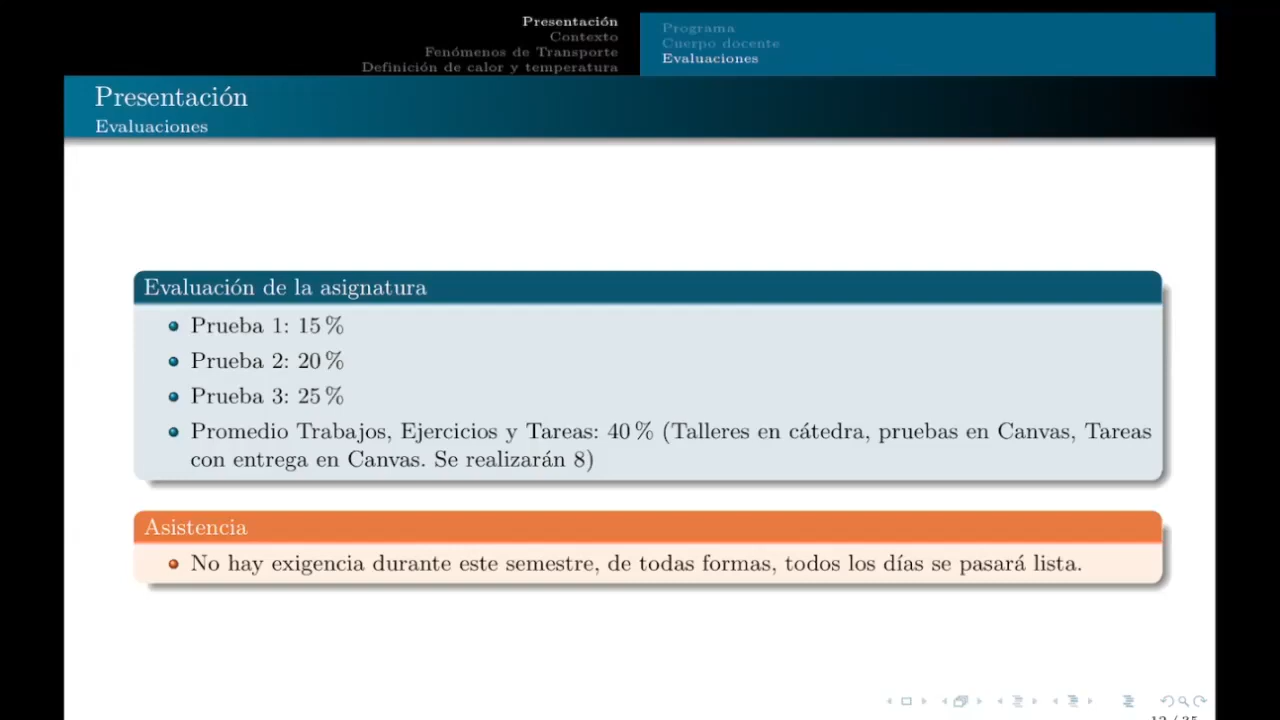 Presentación
Contexto
Fenómenos de Transporte
Definición de calor y temperatura
Programa
Cuerpo docente
Evaluaciones
Presentación
Evaluaciones
Evaluación de la asignatura
Prueba 1: 15 %
Prueba 2: 20 %
Prueba 3: 25 %
Promedio Trabajos, Ejercicios y Tareas: 40 % (Talleres en cátedra, pruebas en Canvas, Tareas
con entrega en Canvas. Se realizarán 8)
Asistencia
No hay exigencia durante este semestre, de todas formas, todos los días se pasará lista.